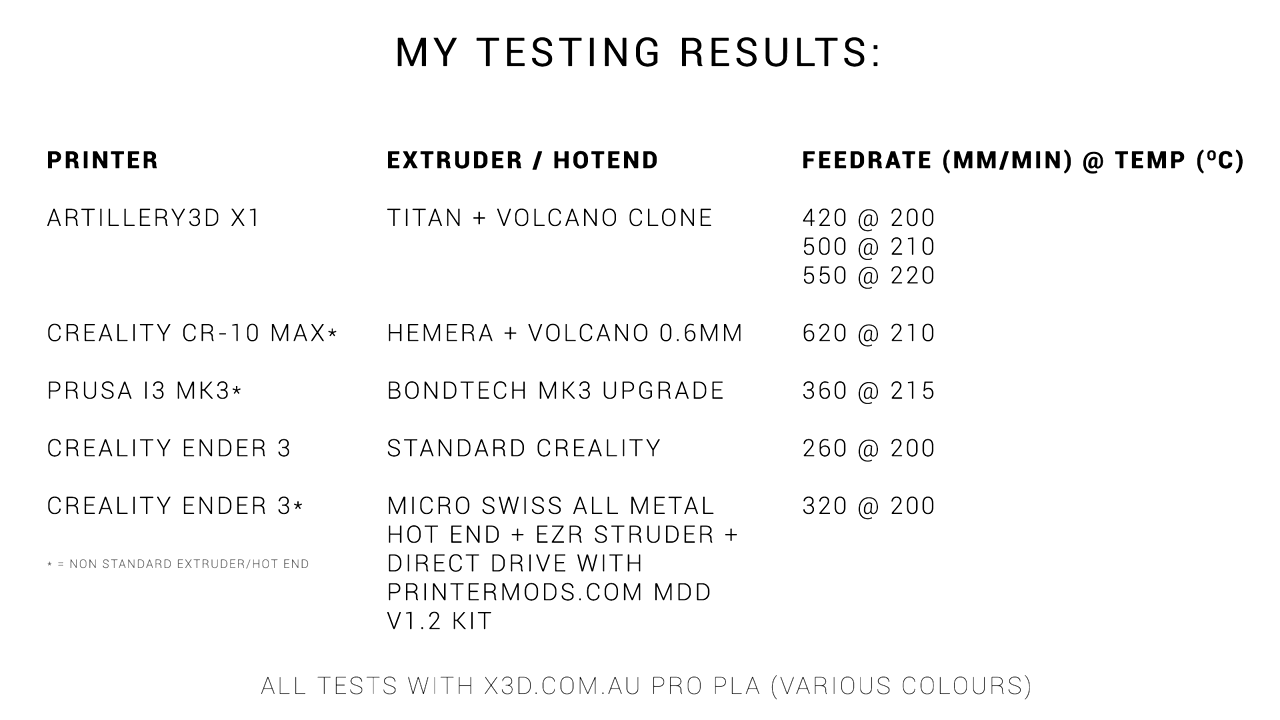 MY TESTING RESULTS:
PRINTER EXTRUDER / HOTEND FEEDRATE (MM/MIN) @ TEMP (ºC)
ARTILLERY3D X1 TITAN + VOLCANO CLONE 420 @ 200
500 @ 210
550 @ 220
CREALITY CR-10 MAX* HEMERA + VOLCANO 0.6MM 620 @ 210
PRUSA I3 MK3* BONDTECH MK3 UPGRADE 360 @ 215
CREALITY ENDER 3 STANDARD CREALITY 260 @ 200
CREALITY ENDER 3* MICRO SWISS ALL METAL 320 @ 200
HOT END + EZR STRUDER +
* = NON STANDARD EXTRUDER/HOT END DIRECT DRIVE WITH
PRINTERMODS.COM MDD
V1.2 KIT
ALL TESTS WITH X3D.COM.AU PRO PLA (VARIOUS COLOURS)